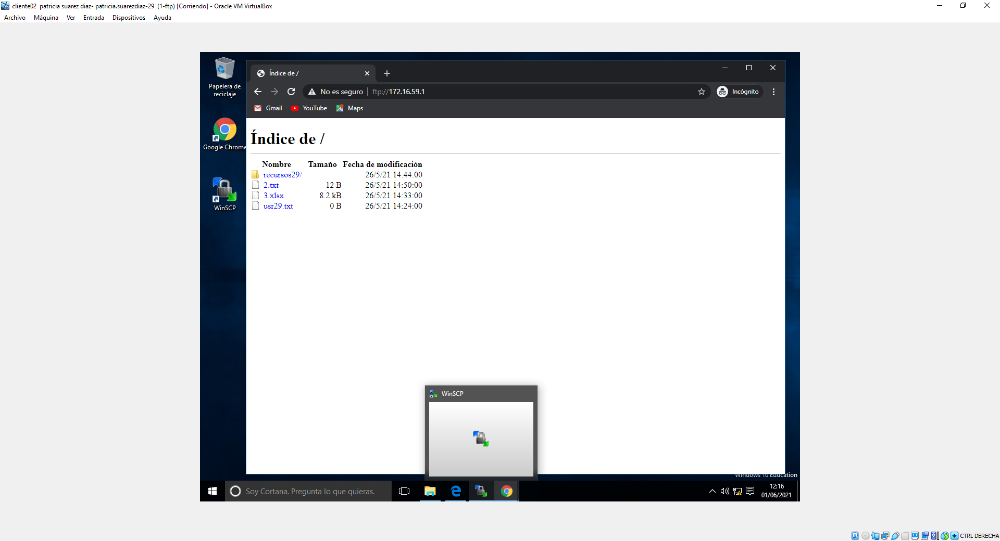 cliente02  patricia suarez diaz- patricia.suarezdiaz-29  (1-ftp) [Corriendo] - Oracle VM VirtualBox
Archivo Máquina Ver Entrada Dispositivos Ayuda
Papelera de
reciclaje
Google Chrome
WinSCP
Índice de /
No es seguro ftp://172.16.59.1 Incógnito
Gmail YouTube Maps
Índice de /
Nombre Tamaño Fecha de modificación
recursos29/ 26/5/21 14:44:00
2.txt 12 B 26/5/21 14:50:00
3.xlsx 8.2 kB 26/5/21 14:33:00
usr29.txt 0 B 26/5/21 14:24:00
WinSCP
Windows 10 Education
Soy Cortana. Pregunta lo que quieras.
12:16
01/06/2021
CTRL DERECHA